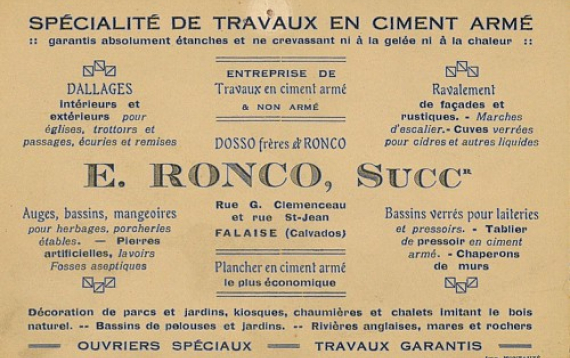 SPÉCIALITÉ DE TRAVAUX EN CIMENT ARMÉ
:: garantis absolument étanches et ne crevassant ni à la gelée ni à la chaleur ::
DALLAGES
intérieurs et
extérieurs pour
églises, trottoirs et
passages, écuries et remises
ENTREPRISE DE
Travaux en ciment armé
& NON ARMÉ
DOSSO frères & RONCO
Ravalement
de façades et
rustiques. - Marches
d'escalier. - Cuves verrées
pour cidres et autres liquides
E. RONCO, SUCCR
Auges, bassins, mangeoires
pour herbages, porcheries
étables. — Pierres
artificielles, lavoirs
Fosses aseptiques
Rue G. Clemenceau
et rue St-Jean
FALAISE (Calvados)
Plancher en ciment armé
le plus économique
Bassins verrés pour laiteries
et pressoirs. - Tablier
de pressoir en ciment
armé. - Chaperons
de murs
Décoration de parcs et jardins, kiosques, chaumières et chalets imitant le bois
naturel. -- Bassins de pelouses et jardins. -- Rivières anglaises, mares et rochers
— OUVRIERS SPÉCIAUX — TRAVAUX GARANTIS —